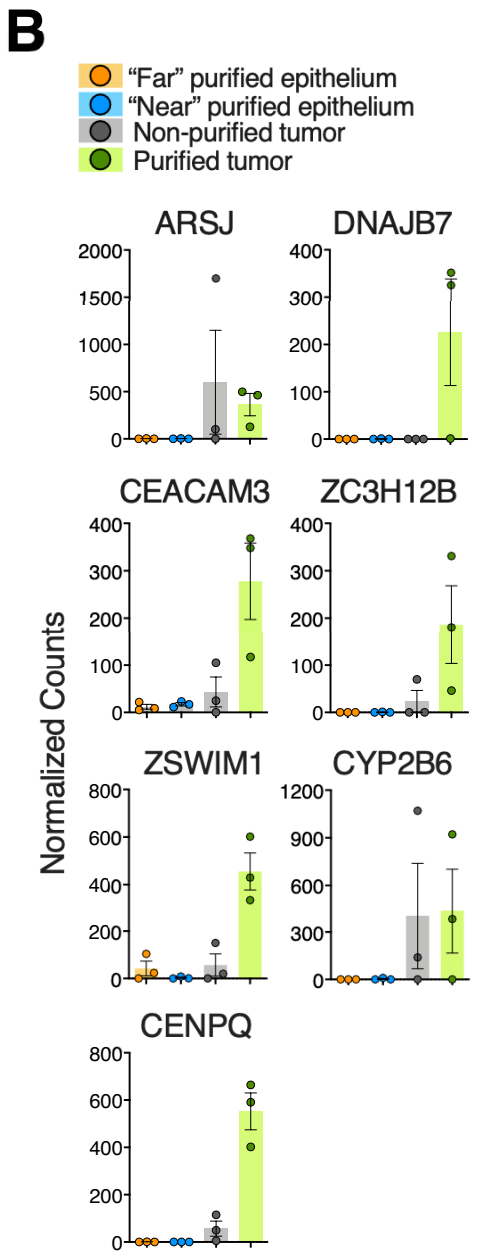 B
“Far” purified epithelium
“Near” purified epithelium
Non-purified tumor
Purified tumor
Normalized Counts
ARSJ
2000
1500
1000
500
0
DNAJB7
400
300
200
100
0
CEACAM3
400
300
200
100
0
ZC3H12B
400
300
200
100
0
ZSWIM1
800
600
400
200
0
CYP2B6
1200
900
600
300
0
CENPQ
800
600
400
200
0